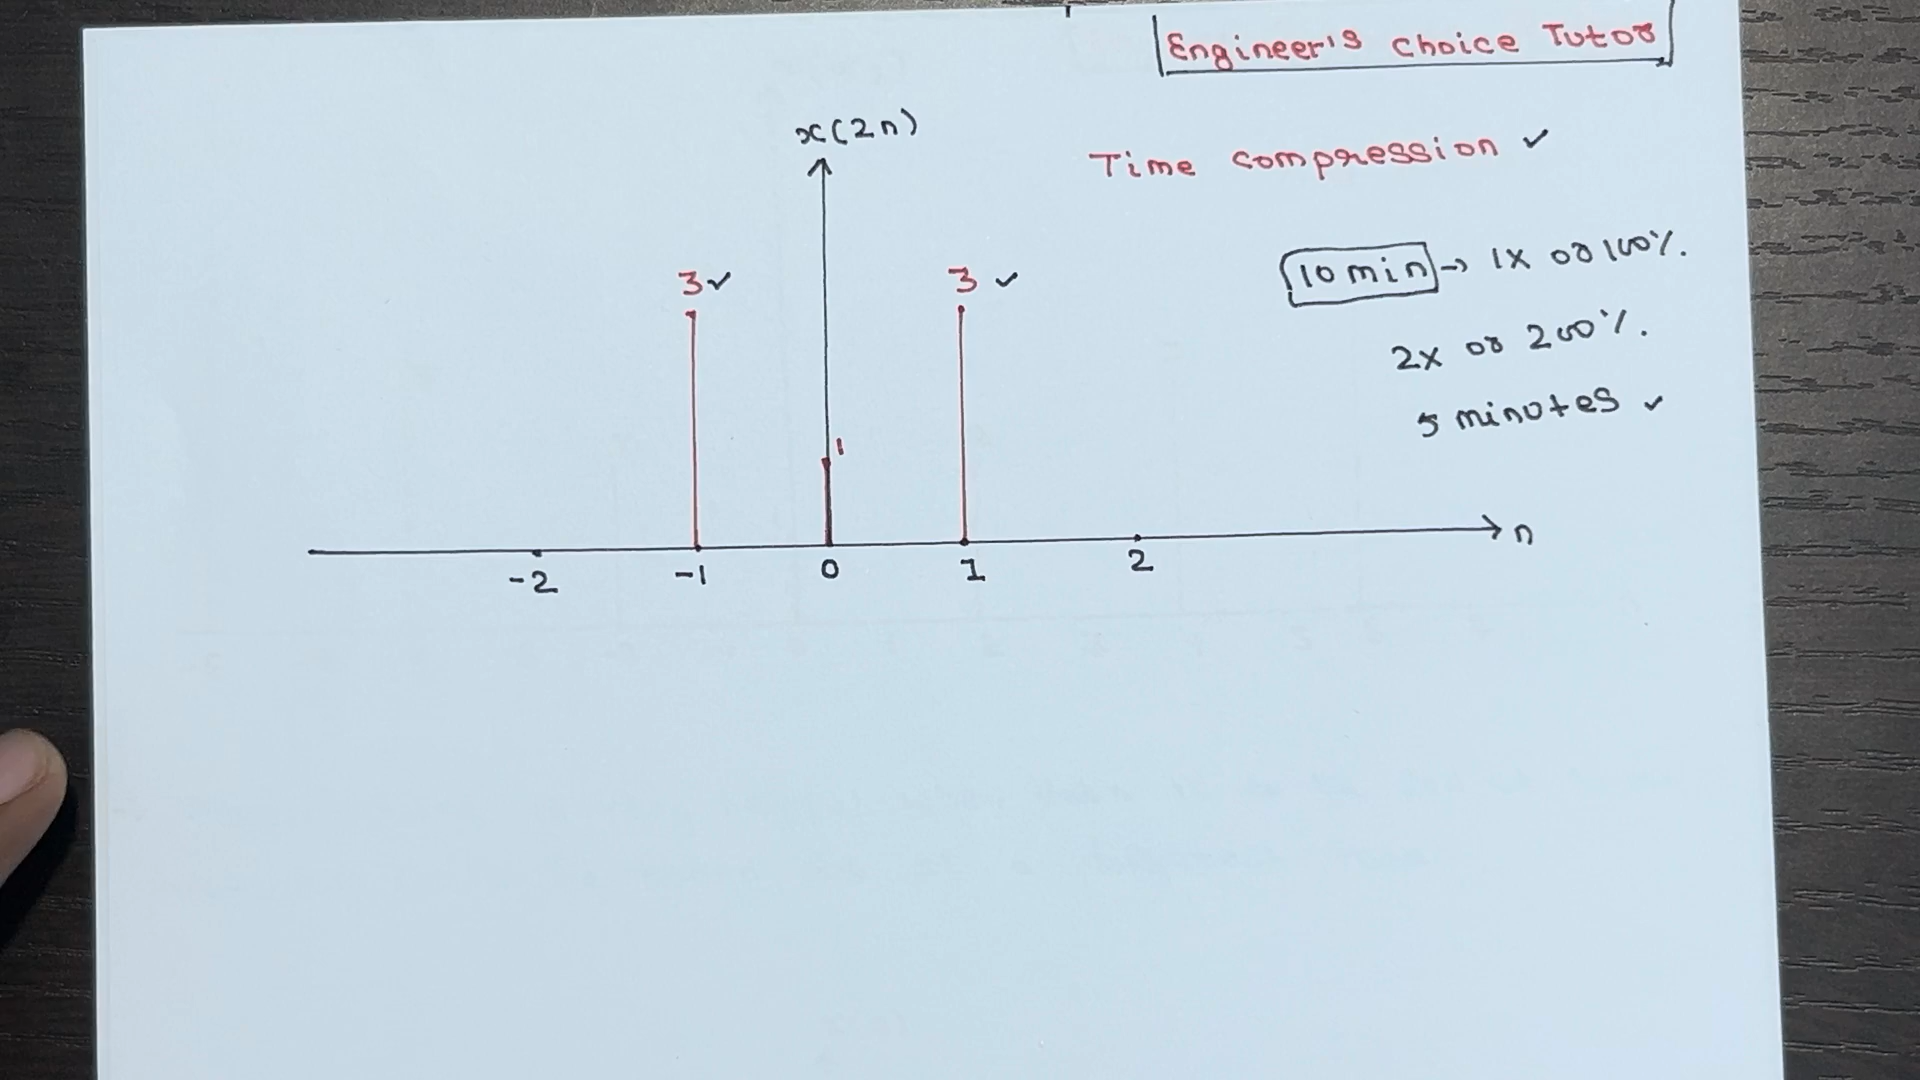 Engineer's choice Tutor
x(2n)
Time compression ✓
3✓
3 ✓
10 min → 1x or 100%.
2x or 200%.
5 minutes ✓
1
n
-2 -1 0 1 2